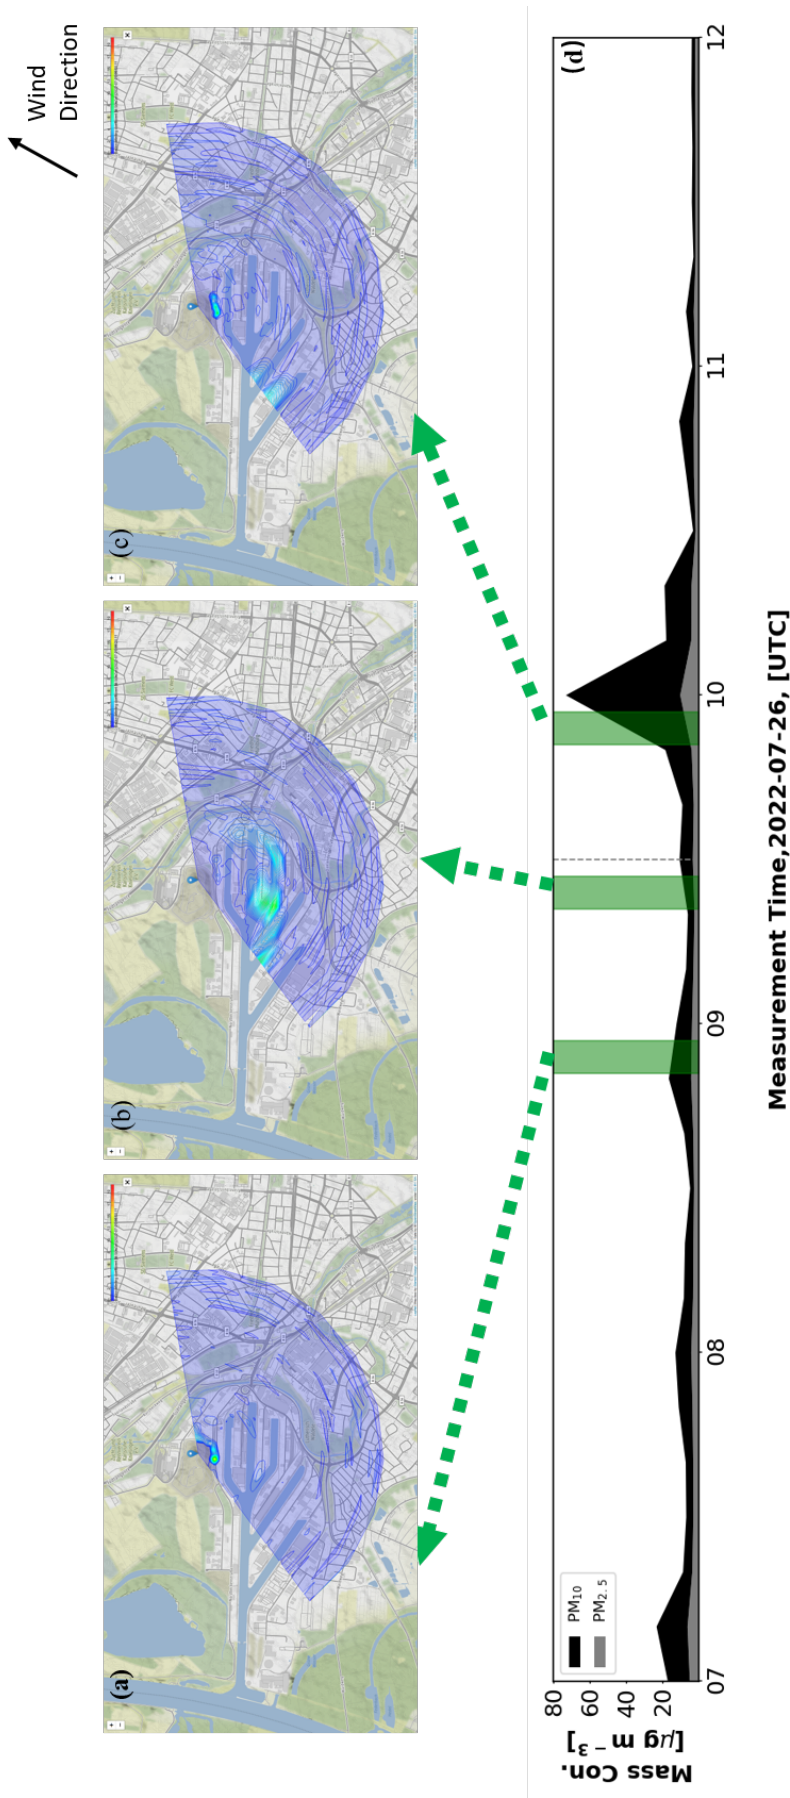 (a)
(b)
(c)
Wind
Direction
(d)
Mass Con.
[μg m⁻³]
80
60
40
20
PM₁₀
PM₂.₅
07
08
09
10
11
12
Measurement Time,2022-07-26, [UTC]